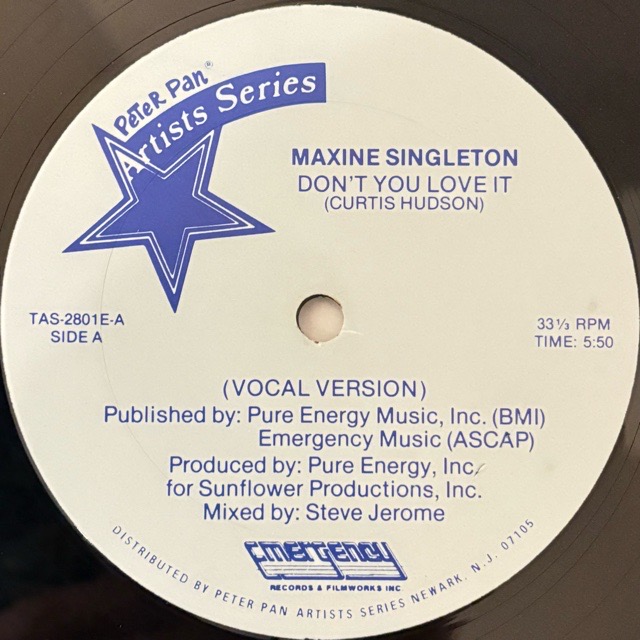 PETER PAN®
Artists Series
MAXINE SINGLETON
DON'T YOU LOVE IT
(CURTIS HUDSON)
TAS-2801E-A
SIDE A
33⅓ RPM
TIME: 5:50
(VOCAL VERSION)
Published by: Pure Energy Music, Inc. (BMI)
Emergency Music (ASCAP)
Produced by: Pure Energy, Inc.
for Sunflower Productions, Inc.
Mixed by: Steve Jerome
Emergency
RECORDS & FILMWORKS INC.
DISTRIBUTED BY PETER PAN ARTISTS SERIES NEWARK, N.J. 07105